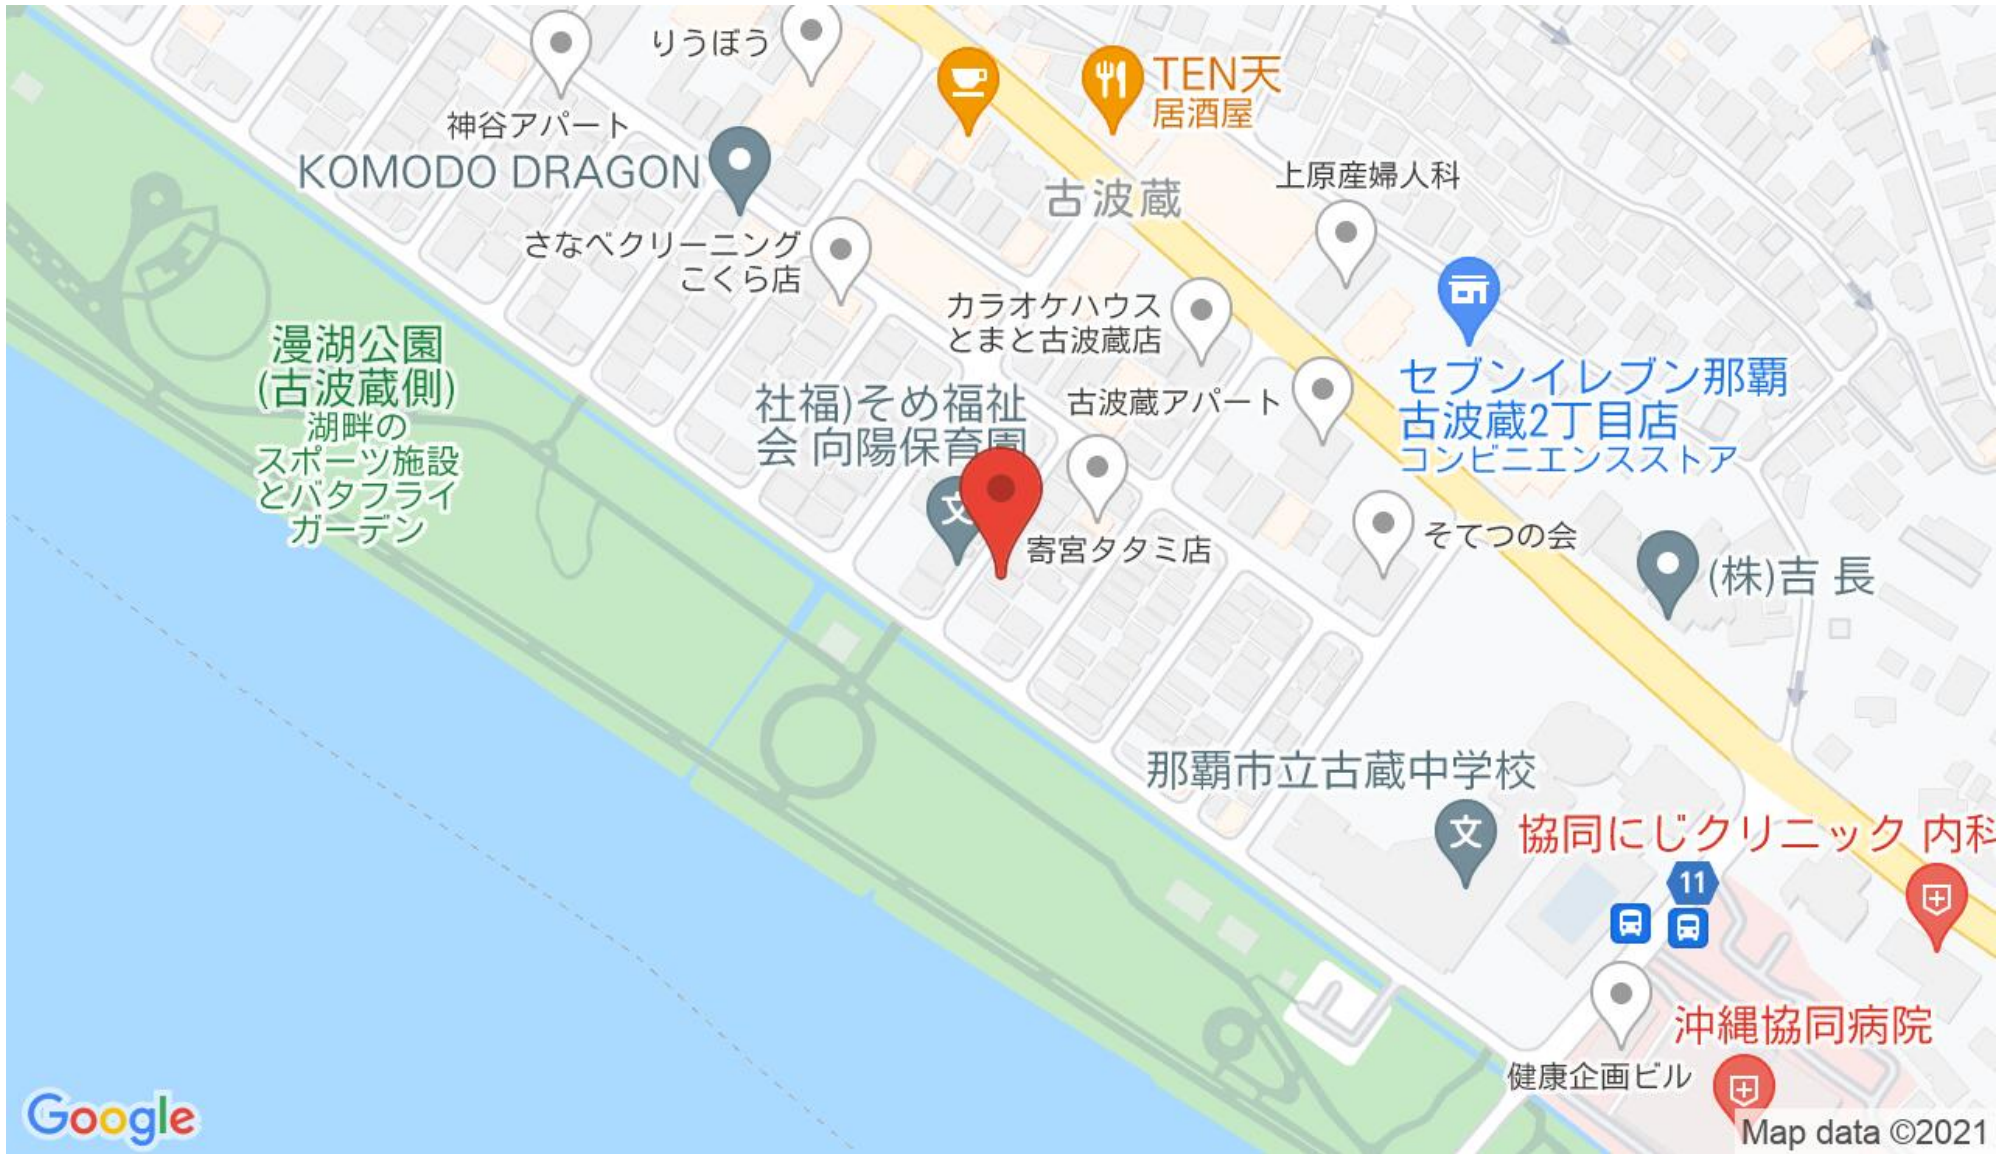 りうぼう
TEN天
居酒屋
神谷アパート
KOMODO DRAGON
上原産婦人科
古波蔵
さなべクリーニング
こくら店
カラオケハウス
とまと古波蔵店
漫湖公園
(古波蔵側)
湖畔の
スポーツ施設
とバタフライ
ガーデン
社福)そめ福祉
会 向陽保育園
古波蔵アパート
セブンイレブン那覇
古波蔵2丁目店
コンビニエンスストア
文
寄宮タタミ店
そてつの会
(株)吉 長
那覇市立古蔵中学校
文
協同にじクリニック 内科
11
沖縄協同病院
健康企画ビル
Google
Map data ©2021